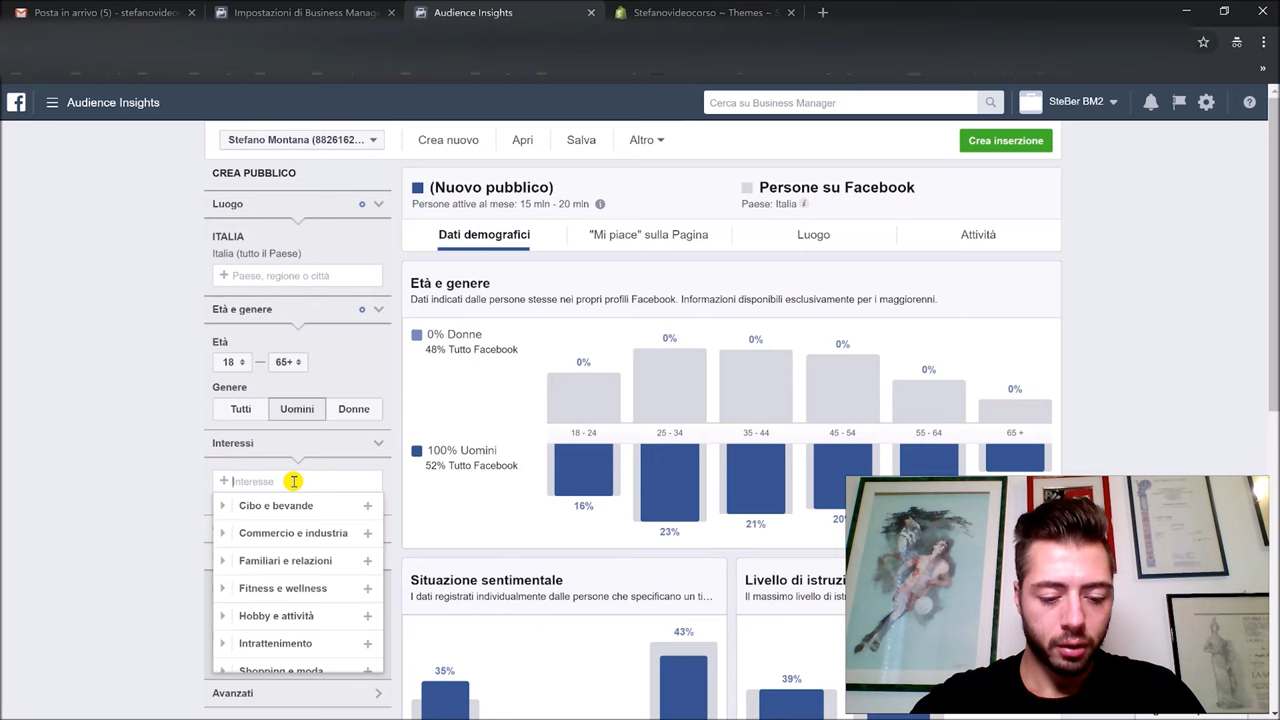 Posta in arrivo (5) - stefanovideo
Impostazioni di Business Manage
Audience Insights
Stefanovideocorso ~ Themes ~ S
Audience Insights
Cerca su Business Manager
SteBer BM2
Stefano Montana (8826162...
Crea nuovo
Apri
Salva
Altro
Crea inserzione
CREA PUBBLICO
Luogo
ITALIA
Italia (tutto il Paese)
Paese, regione o città
Età e genere
Età
18 — 65+
Genere
Tutti
Uomini
Donne
Interessi
Interesse
Cibo e bevande
Commercio e industria
Familiari e relazioni
Fitness e wellness
Hobby e attività
Intrattenimento
Shopping e moda
Avanzati
(Nuovo pubblico)
Persone attive al mese: 15 mln - 20 mln
Persone su Facebook
Paese: Italia
Dati demografici
"Mi piace" sulla Pagina
Luogo
Attività
Età e genere
Dati indicati dalle persone stesse nei propri profili Facebook. Informazioni disponibili esclusivamente per i maggiorenni.
0% Donne
48% Tutto Facebook
0% 0% 0% 0% 0% 0%
18 - 24 25 - 34 35 - 44 45 - 54 55 - 64 65 +
100% Uomini
52% Tutto Facebook
16% 23% 21% 20
Situazione sentimentale
I dati registrati individualmente dalle persone che specificano un ti...
43%
35%
Livello di istruzi
Il massimo livello di is
39%